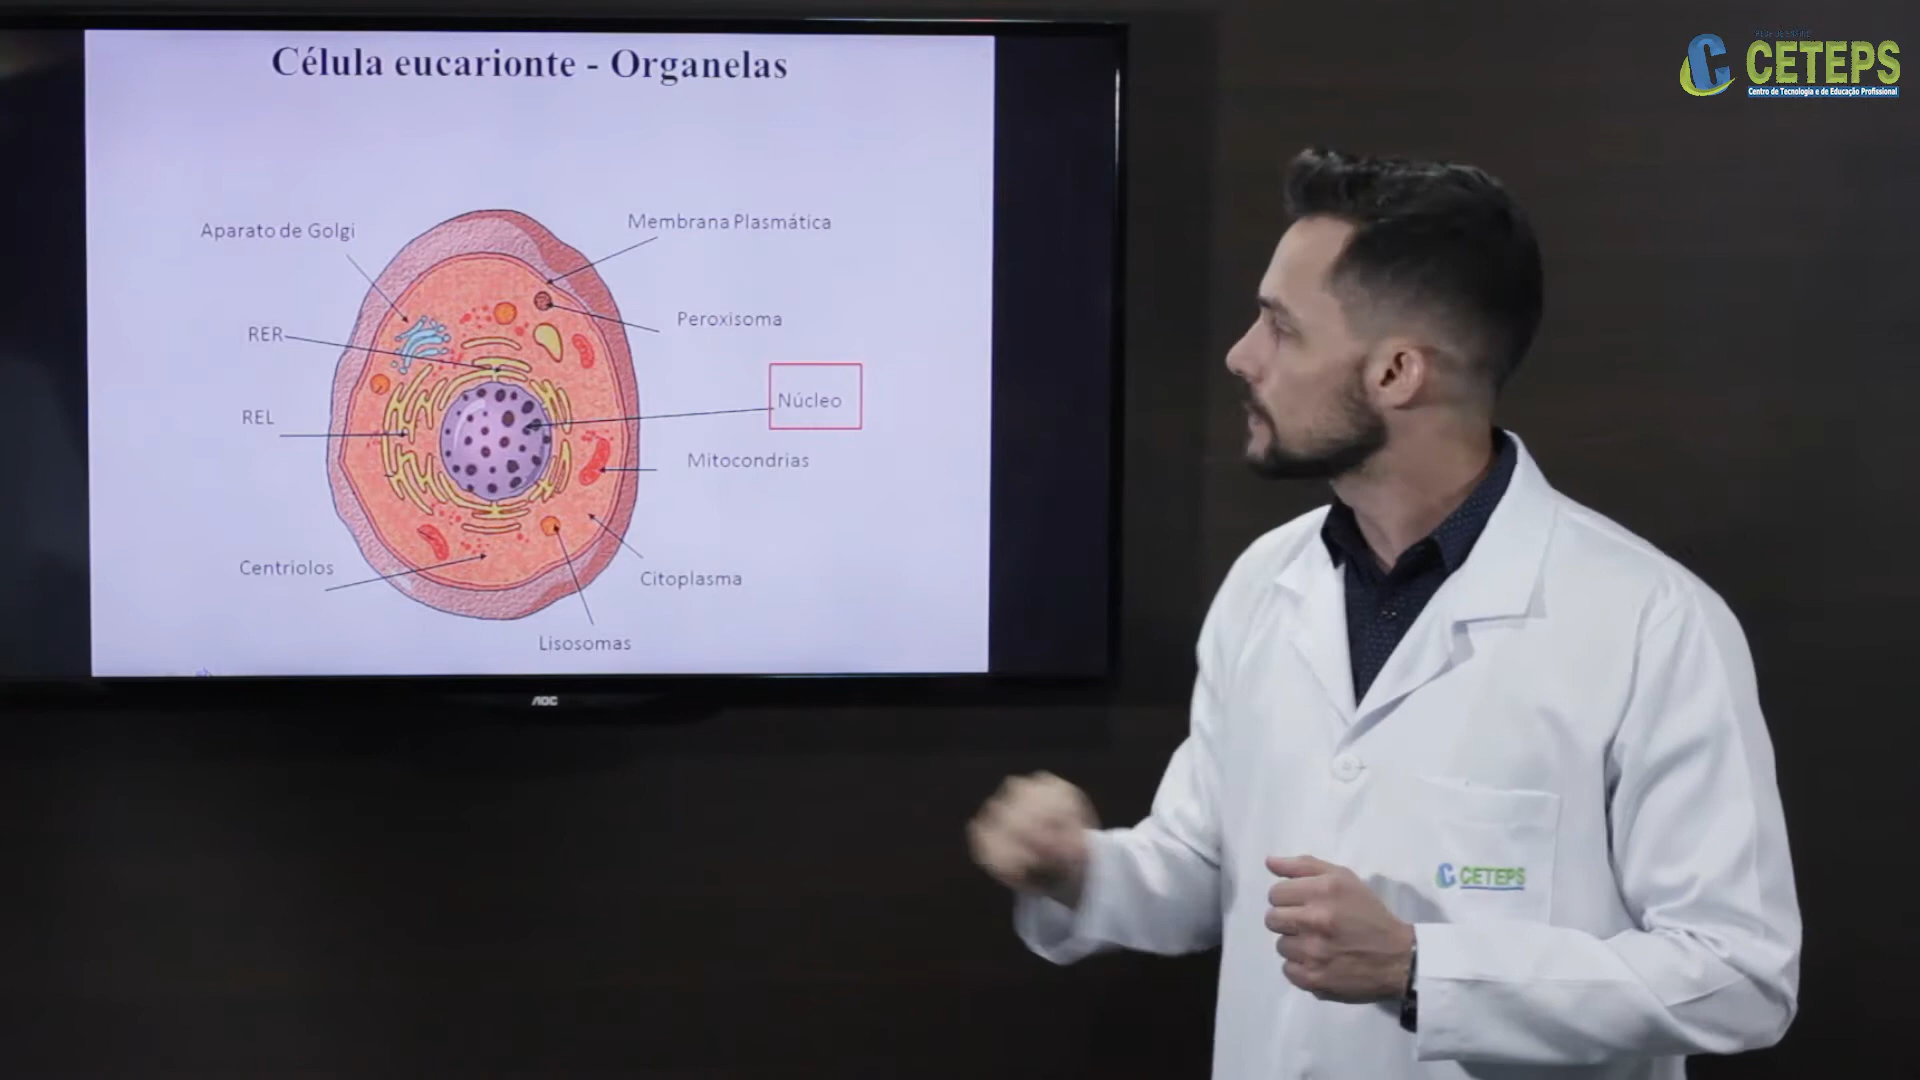 Célula eucarionte - Organelas
Aparato de Golgi
Membrana Plasmática
RER
Peroxisoma
Núcleo
REL
Mitocondrias
Centriolos
Citoplasma
Lisosomas
AOC
CETEPS
Centro de Tecnologia e de Educação Profissional
CETEPS